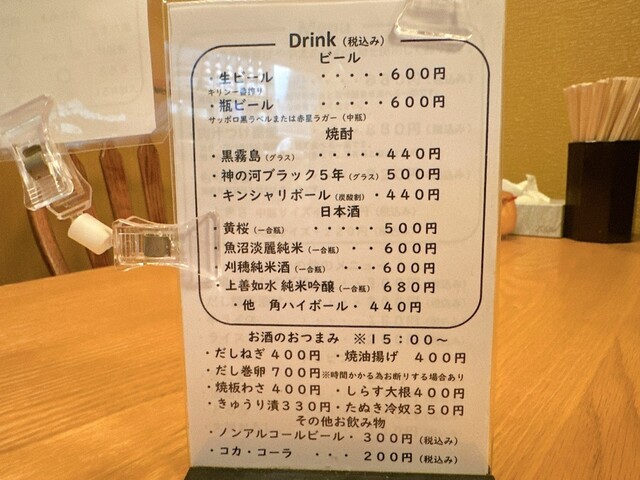 Drink（税込み）
ビール
・生ビール ・・・・・６００円
キリン一番搾り
・瓶ビール ・・・・・６００円
サッポロ黒ラベルまたは赤星ラガー（中瓶）
焼酎
・黒霧島（グラス） ・・・・・４４０円
・神の河ブラック５年（グラス）５００円
・キンシャリボール（炭酸割）・４４０円
日本酒
・黄桜（一合瓶） ・・・・・５００円
・魚沼淡麗純米（一合瓶）・・６００円
・刈穂純米酒（一合瓶）・・・６００円
・上善如水 純米吟醸（一合瓶）６８０円
・他 角ハイボール・４４０円
お酒のおつまみ ※１５：００～
・だしねぎ４００円 ・焼油揚げ ４００円
・だし巻卵７００円※時間かかる為お断りする場合あり
・焼板わさ４００円 ・しらす大根４００円
・きゅうり漬３３０円・たぬき冷奴３５０円
その他お飲み物
・ノンアルコールビール・３００円（税込み）
・コカ・コーラ ・・・２００円（税込み）